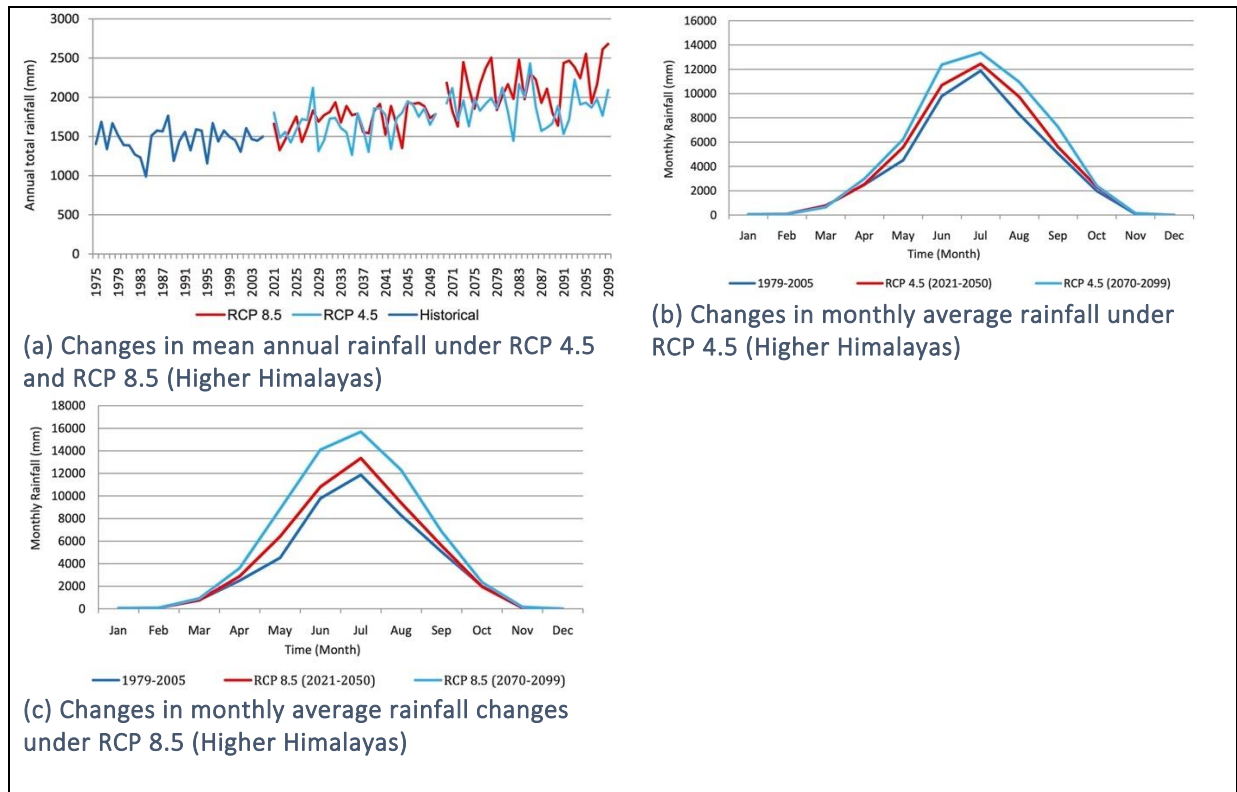 3000
2500
2000
1500
1000
500
0
Annual total rainfall (mm)
1975 1979 1983 1987 1991 1995 1999 2003 2021 2025 2029 2033 2037 2041 2045 2049 2071 2075 2079 2083 2087 2091 2095 2099
RCP 8.5 RCP 4.5 Historical
(a) Changes in mean annual rainfall under RCP 4.5
and RCP 8.5 (Higher Himalayas)
16000
14000
12000
10000
8000
6000
4000
2000
0
Monthly Rainfall (mm)
Jan Feb Mar Apr May Jun Jul Aug Sep Oct Nov Dec
Time (Month)
1979-2005 RCP 4.5 (2021-2050) RCP 4.5 (2070-2099)
(b) Changes in monthly average rainfall under
RCP 4.5 (Higher Himalayas)
18000
16000
14000
12000
10000
8000
6000
4000
2000
0
Monthly Rainfall (mm)
Jan Feb Mar Apr May Jun Jul Aug Sep Oct Nov Dec
Time (Month)
1979-2005 RCP 8.5 (2021-2050) RCP 8.5 (2070-2099)
(c) Changes in monthly average rainfall changes
under RCP 8.5 (Higher Himalayas)